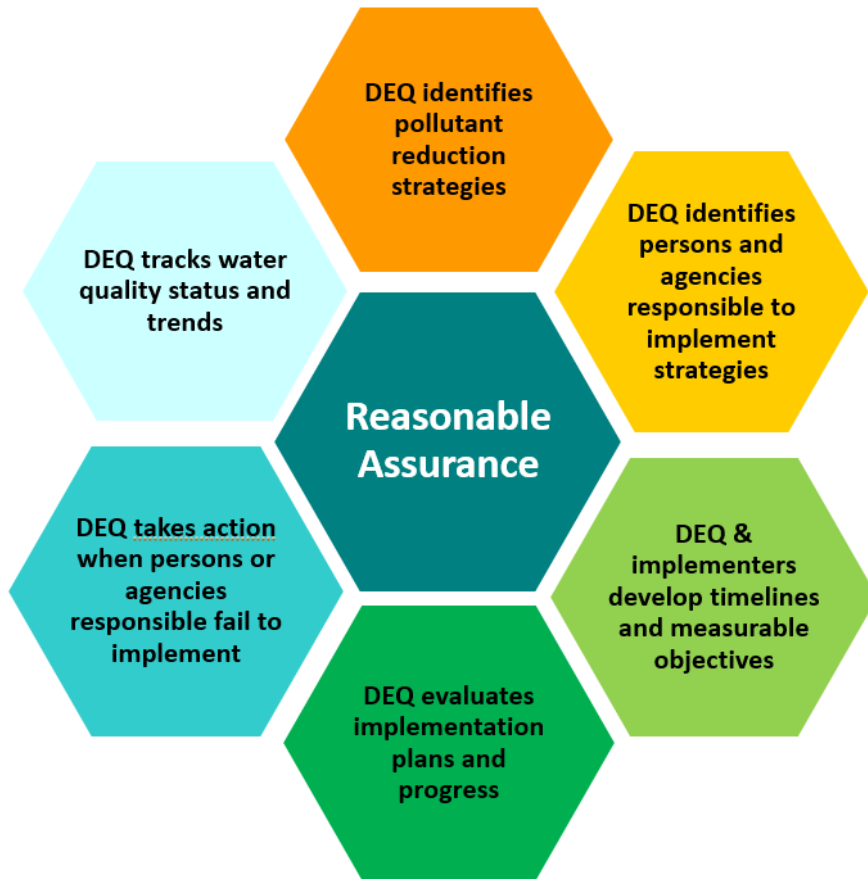 DEQ identifies
pollutant
reduction
strategies
DEQ identifies
persons and
agencies
responsible to
implement
strategies
DEQ tracks water
quality status and
trends
Reasonable
Assurance
DEQ &
implementers
develop timelines
and measurable
objectives
DEQ takes action
when persons or
agencies
responsible fail to
implement
DEQ evaluates
implementation
plans and
progress